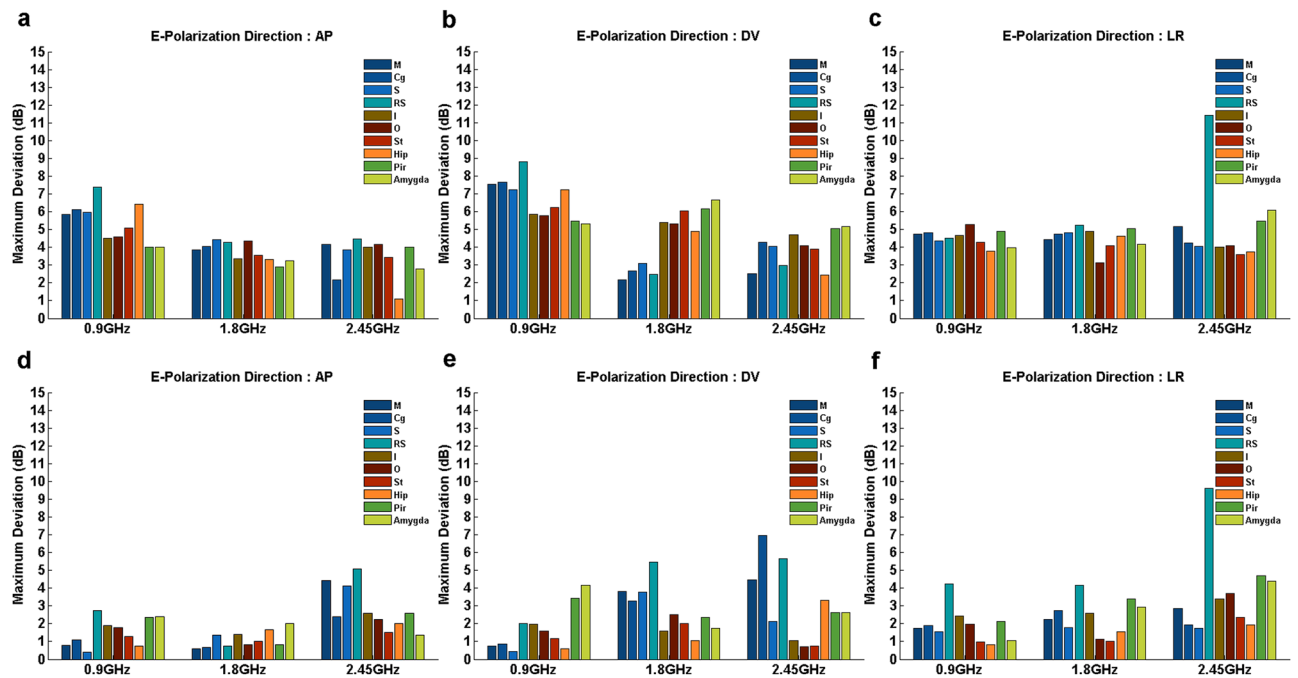 a
E-Polarization Direction : AP
Maximum Deviation (dB)
15
14
13
12
11
10
9
8
7
6
5
4
3
2
1
0
0.9GHz 1.8GHz 2.45GHz
M
Cg
S
RS
I
O
St
Hip
Pir
Amygda
b
E-Polarization Direction : DV
Maximum Deviation (dB)
15
14
13
12
11
10
9
8
7
6
5
4
3
2
1
0
0.9GHz 1.8GHz 2.45GHz
M
Cg
S
RS
I
O
St
Hip
Pir
Amygda
c
E-Polarization Direction : LR
Maximum Deviation (dB)
15
14
13
12
11
10
9
8
7
6
5
4
3
2
1
0
0.9GHz 1.8GHz 2.45GHz
M
Cg
S
RS
I
O
St
Hip
Pir
Amygda
d
E-Polarization Direction : AP
Maximum Deviation (dB)
15
14
13
12
11
10
9
8
7
6
5
4
3
2
1
0
0.9GHz 1.8GHz 2.45GHz
M
Cg
S
RS
I
O
St
Hip
Pir
Amygda
e
E-Polarization Direction : DV
Maximum Deviation (dB)
15
14
13
12
11
10
9
8
7
6
5
4
3
2
1
0
0.9GHz 1.8GHz 2.45GHz
M
Cg
S
RS
I
O
St
Hip
Pir
Amygda
f
E-Polarization Direction : LR
Maximum Deviation (dB)
15
14
13
12
11
10
9
8
7
6
5
4
3
2
1
0
0.9GHz 1.8GHz 2.45GHz
M
Cg
S
RS
I
O
St
Hip
Pir
Amygda